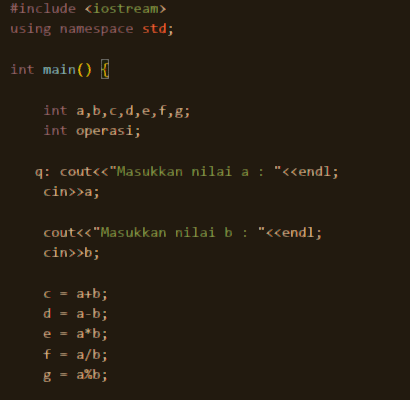 #include <iostream>
using namespace std;
int main() {
int a,b,c,d,e,f,g;
int operasi;
q: cout<<"Masukkan nilai a : "<<endl;
cin>>a;
cout<<"Masukkan nilai b : "<<endl;
cin>>b;
c = a+b;
d = a-b;
e = a*b;
f = a/b;
g = a%b;